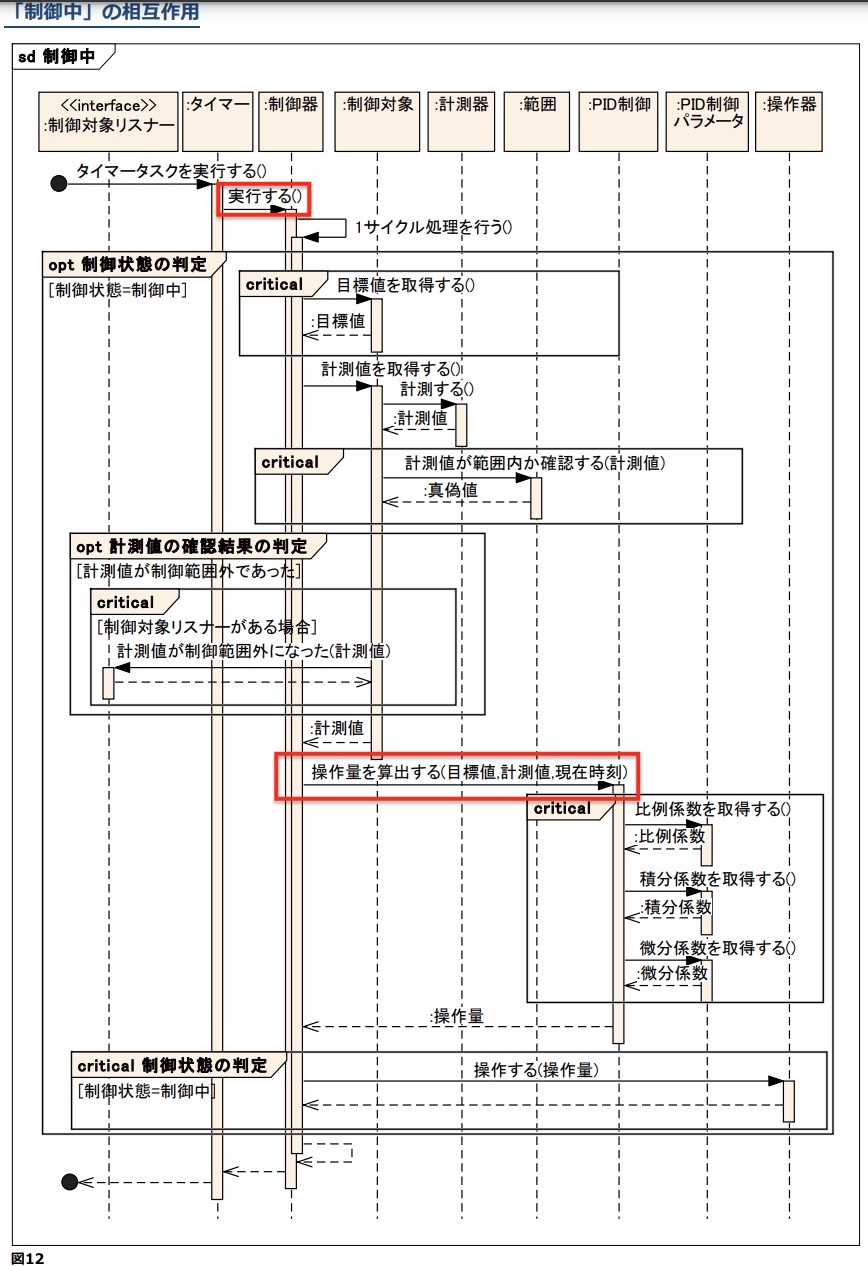 「制御中」の相互作用
sd 制御中
<<interface>>
:制御対象リスナー
:タイマー
:制御器
:制御対象
:計測器
:範囲
:PID制御
:PID制御
パラメータ
:操作器
タイマータスクを実行する()
実行する()
1サイクル処理を行う()
opt 制御状態の判定
[制御状態=制御中]
critical
目標値を取得する()
:目標値
計測値を取得する()
計測する()
:計測値
critical
計測値が範囲内か確認する(計測値)
:真偽値
opt 計測値の確認結果の判定
[計測値が制御範囲外であった]
critical
[制御対象リスナーがある場合]
計測値が制御範囲外になった(計測値)
:計測値
操作量を算出する(目標値,計測値,現在時刻)
critical
比例係数を取得する()
:比例係数
積分係数を取得する()
:積分係数
微分係数を取得する()
:微分係数
:操作量
critical 制御状態の判定
[制御状態=制御中]
操作する(操作量)
図12